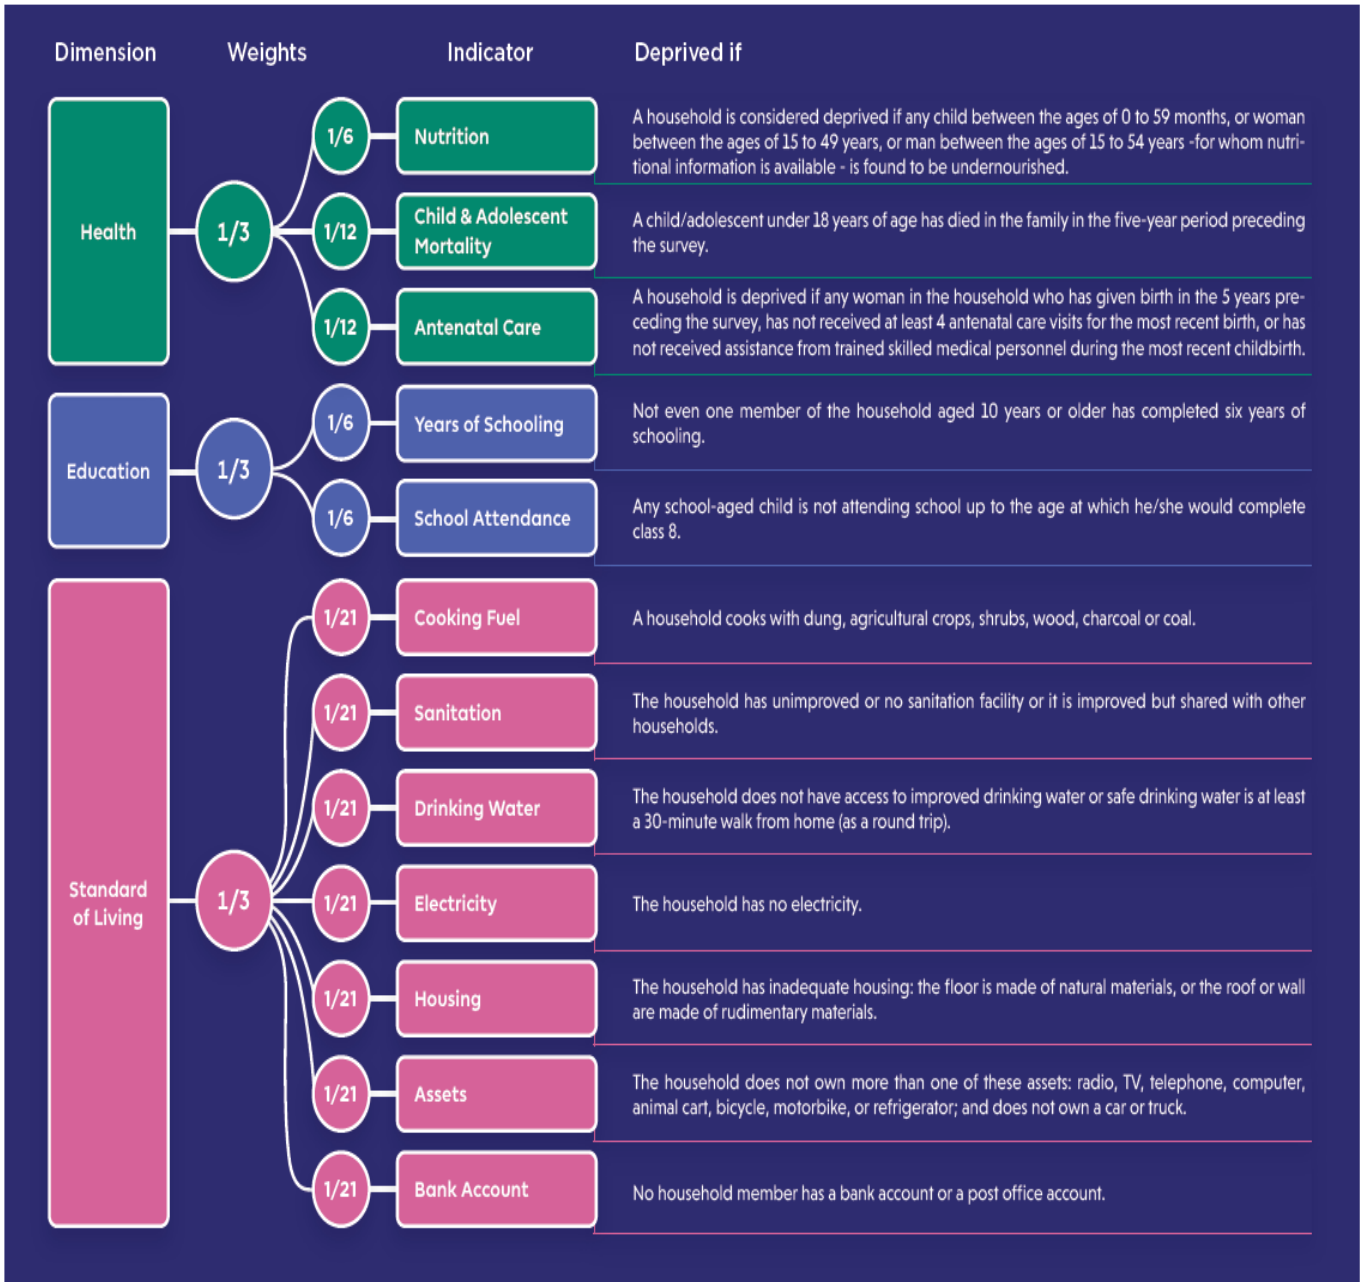 Dimension Weights Indicator Deprived if
Health
1/3
1/6
Nutrition
A household is considered deprived if any child between the ages of 0 to 59 months, or woman
between the ages of 15 to 49 years, or man between the ages of 15 to 54 years -for whom nutri-
tional information is available - is found to be undernourished.
1/12
Child & Adolescent
Mortality
A child/adolescent under 18 years of age has died in the family in the five-year period preceding
the survey.
1/12
Antenatal Care
A household is deprived if any woman in the household who has given birth in the 5 years pre-
ceding the survey, has not received at least 4 antenatal care visits for the most recent birth, or has
not received assistance from trained skilled medical personnel during the most recent childbirth.
Education
1/3
1/6
Years of Schooling
Not even one member of the household aged 10 years or older has completed six years of
schooling.
1/6
School Attendance
Any school-aged child is not attending school up to the age at which he/she would complete
class 8.
Standard
of Living
1/3
1/21
Cooking Fuel
A household cooks with dung, agricultural crops, shrubs, wood, charcoal or coal.
1/21
Sanitation
The household has unimproved or no sanitation facility or it is improved but shared with other
households.
1/21
Drinking Water
The household does not have access to improved drinking water or safe drinking water is at least
a 30-minute walk from home (as a round trip).
1/21
Electricity
The household has no electricity.
1/21
Housing
The household has inadequate housing: the floor is made of natural materials, or the roof or wall
are made of rudimentary materials.
1/21
Assets
The household does not own more than one of these assets: radio, TV, telephone, computer,
animal cart, bicycle, motorbike, or refrigerator; and does not own a car or truck.
1/21
Bank Account
No household member has a bank account or a post office account.